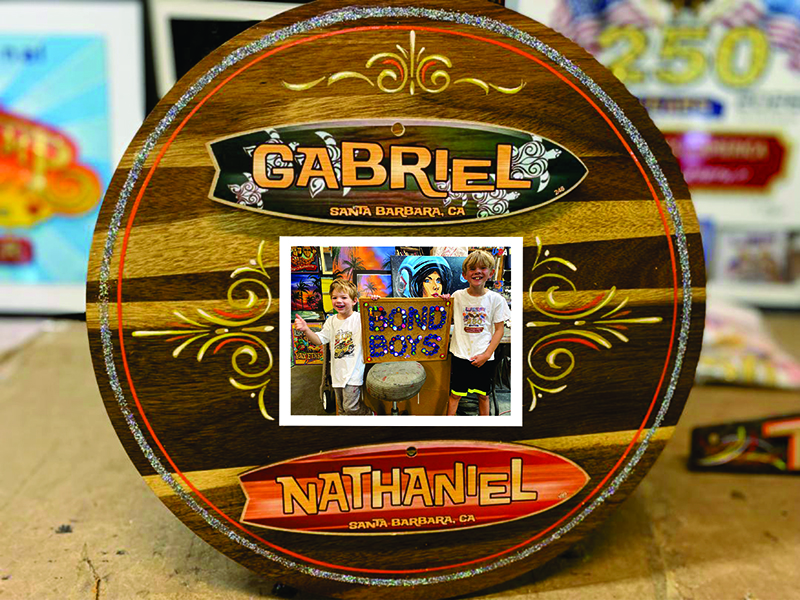 250
GABRIEL
SANTA BARBARA, CA
BOND
BOYS
NATHANIEL
SANTA BARBARA, CA